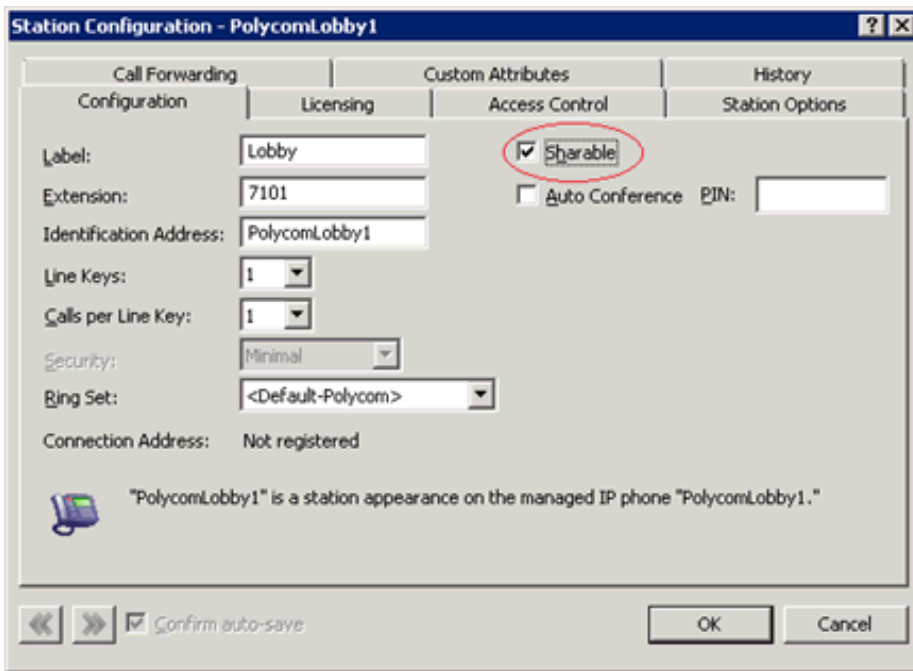 Station Configuration - PolycomLobby1
Call Forwarding Custom Attributes History
Configuration Licensing Access Control Station Options
Label: Lobby Sharable
Extension: 7101 Auto Conference PIN:
Identification Address: PolycomLobby1
Line Keys: 1
Calls per Line Key: 1
Security: Minimal
Ring Set: <Default-Polycom>
Connection Address: Not registered
"PolycomLobby1" is a station appearance on the managed IP phone "PolycomLobby1."
Confirm auto-save OK Cancel